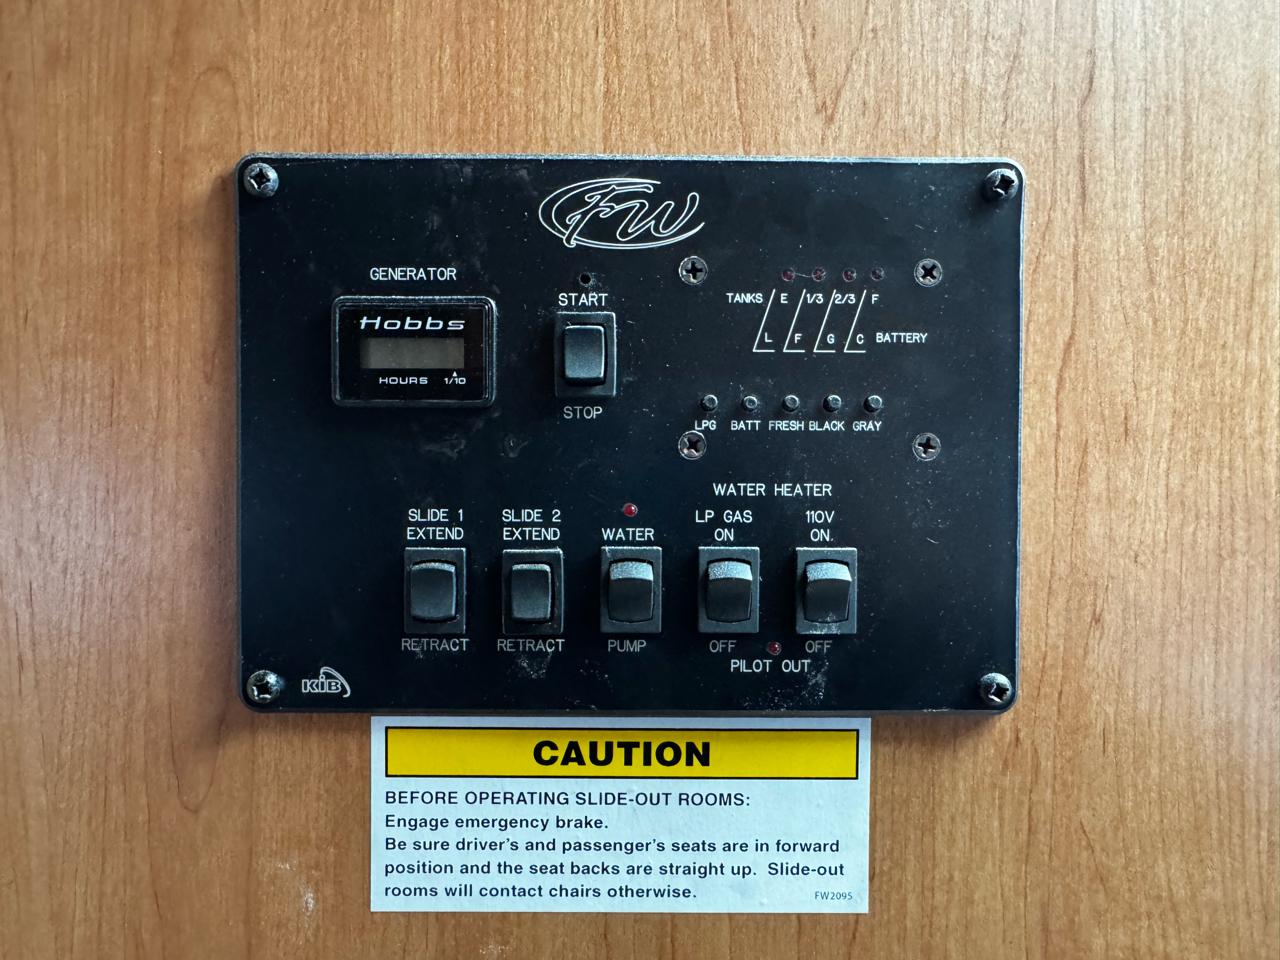 FW
GENERATOR
Hobbs
HOURS 1/10
START
STOP
TANKS E 1/3 2/3 F
L F G C BATTERY
LPG BATT FRESH BLACK GRAY
WATER HEATER
SLIDE 1 EXTEND
RETRACT
SLIDE 2 EXTEND
RETRACT
WATER
PUMP
LP GAS ON
OFF
110V ON
OFF
PILOT OUT
KIB
CAUTION
BEFORE OPERATING SLIDE-OUT ROOMS:
Engage emergency brake.
Be sure driver's and passenger's seats are in forward
position and the seat backs are straight up. Slide-out
rooms will contact chairs otherwise.
FW2095